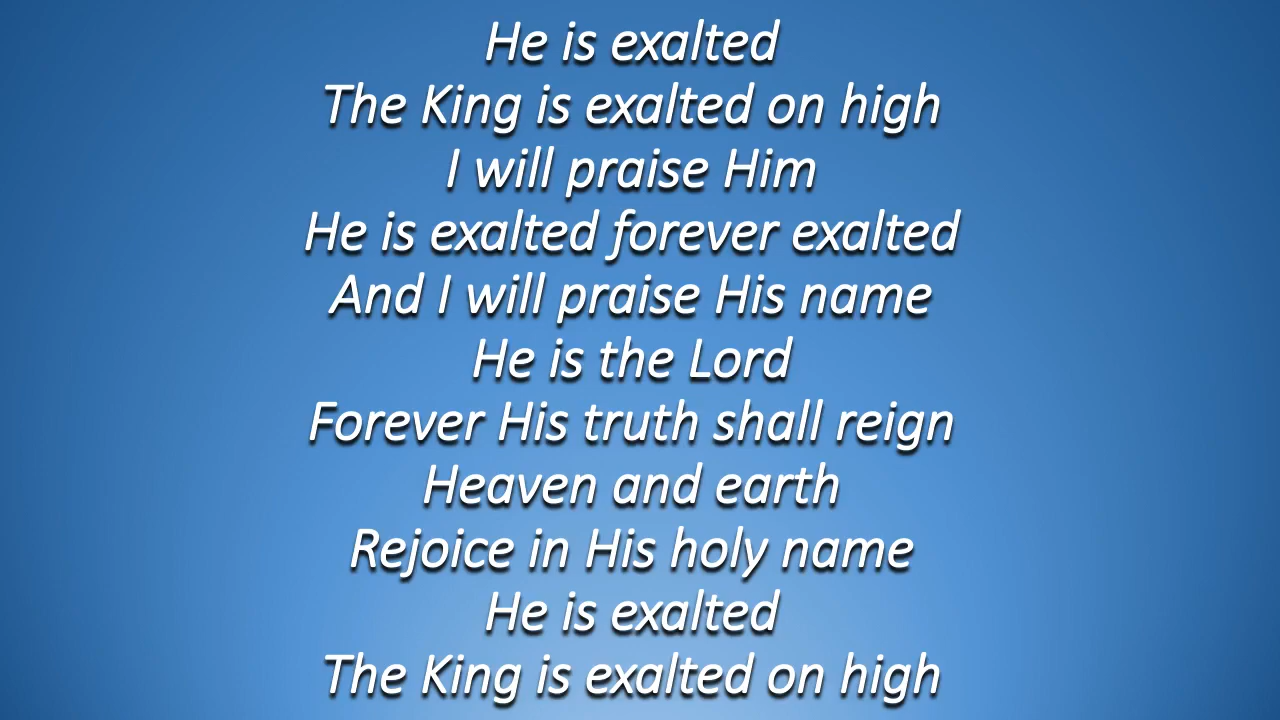 He is exalted
The King is exalted on high
I will praise Him
He is exalted forever exalted
And I will praise His name
He is the Lord
Forever His truth shall reign
Heaven and earth
Rejoice in His holy name
He is exalted
The King is exalted on high